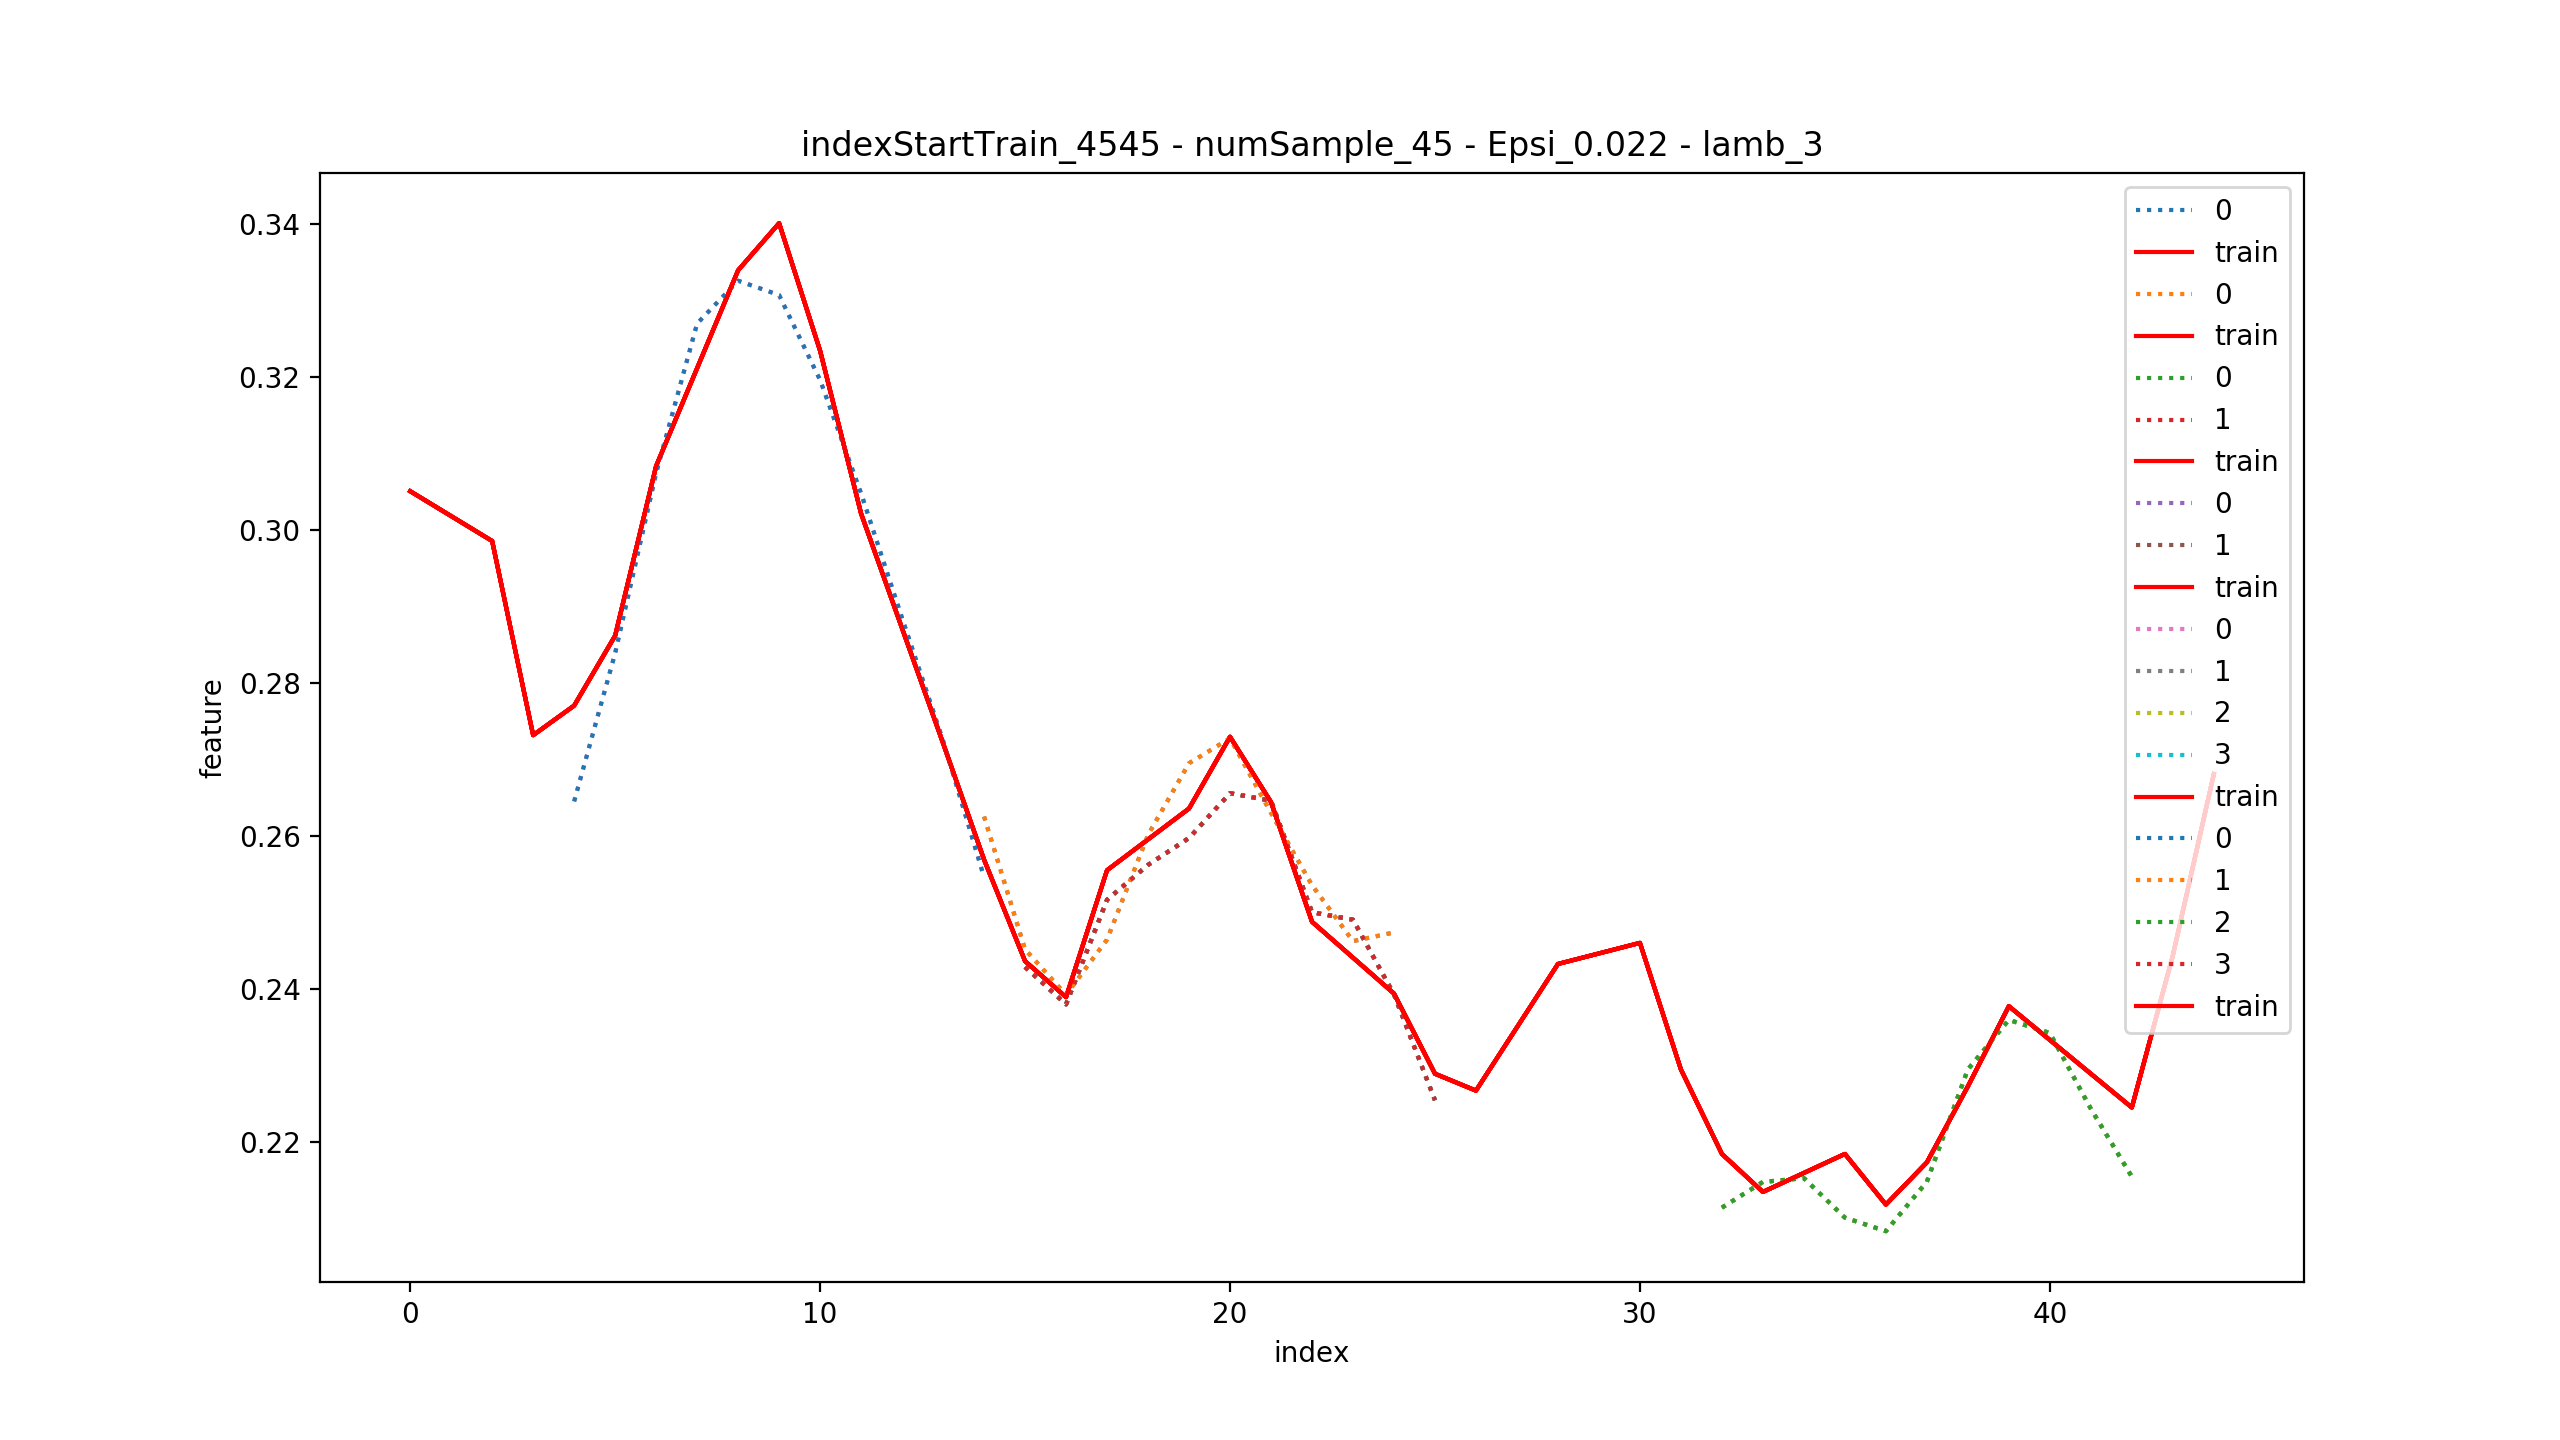 indexStartTrain_4545 - numSample_45 - Epsi_0.022 - lamb_3
feature
0.34
0.32
0.30
0.28
0.26
0.24
0.22
0 10 20 30 40
index
0
train
0
train
0
1
train
0
1
train
0
1
2
3
train
0
1
2
3
train